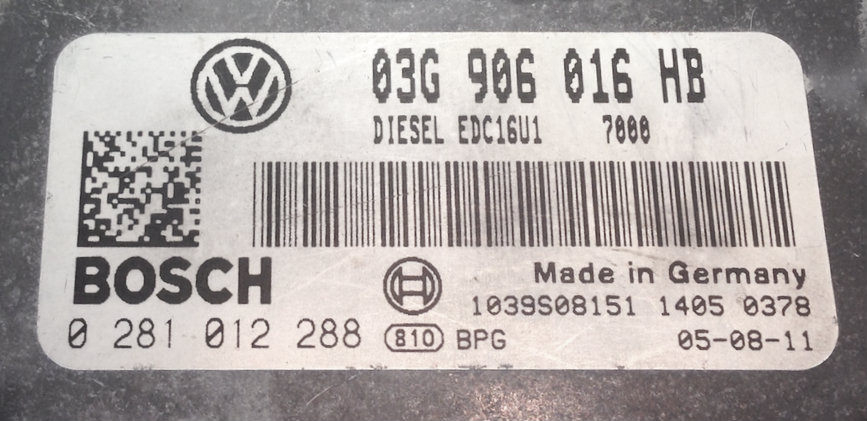 03G 906 016 HB
DIESEL EDC16U1 7000
BOSCH
Made in Germany
1039S08151 1405 0378
0 281 012 288 810 BPG 05-08-11